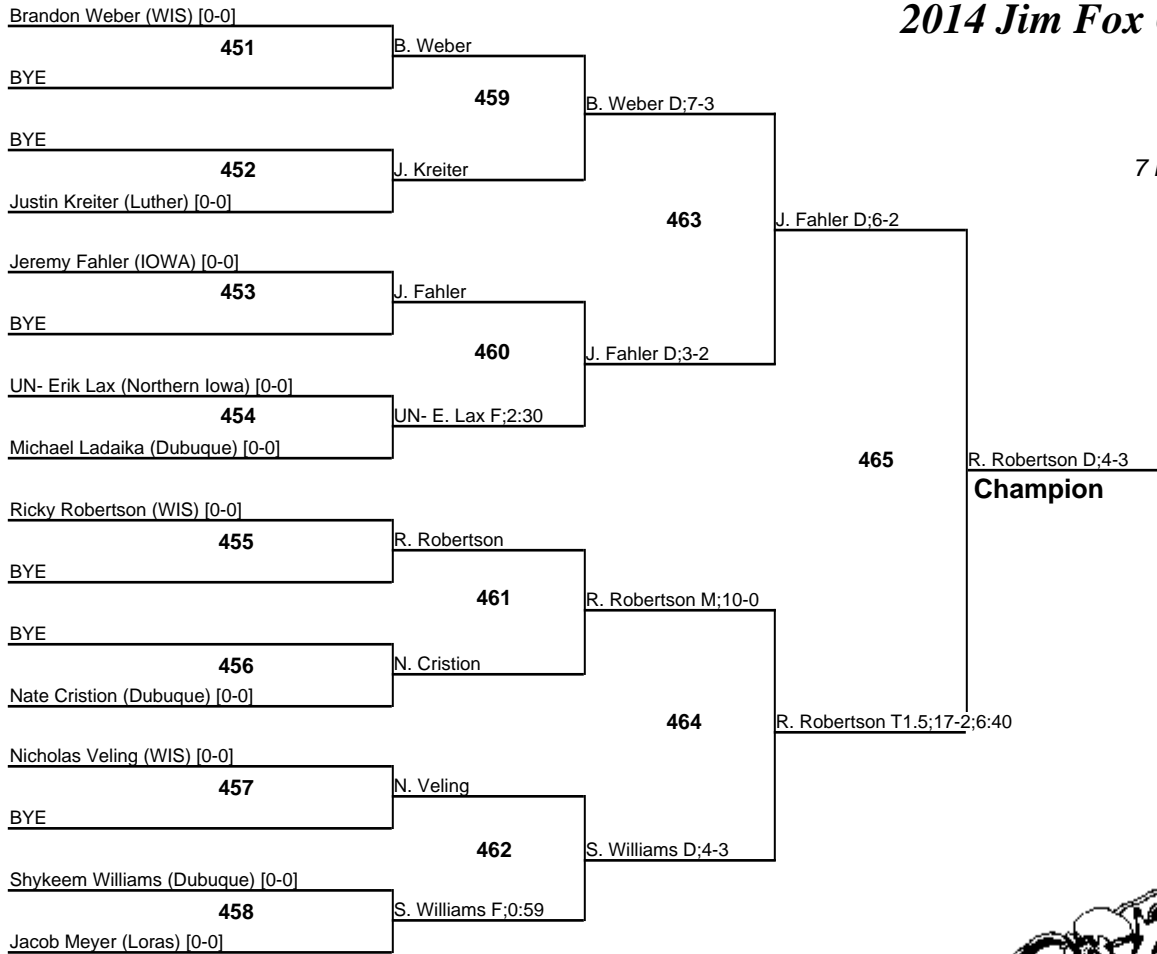 Brandon Weber (WIS) [0-0]
2014 Jim Fox
451
B. Weber
BYE
459
B. Weber D;7-3
BYE
452
J. Kreiter
7
Justin Kreiter (Luther) [0-0]
463
J. Fahler D;6-2
Jeremy Fahler (IOWA) [0-0]
453
J. Fahler
BYE
460
J. Fahler D;3-2
UN- Erik Lax (Northern Iowa) [0-0]
454
UN- E. Lax F;2:30
Michael Ladaika (Dubuque) [0-0]
465
R. Robertson D;4-3
Champion
Ricky Robertson (WIS) [0-0]
455
R. Robertson
BYE
461
R. Robertson M;10-0
BYE
456
N. Cristion
Nate Cristion (Dubuque) [0-0]
464
R. Robertson T1.5;17-2;6:40
Nicholas Veling (WIS) [0-0]
457
N. Veling
BYE
462
S. Williams D;4-3
Shykeem Williams (Dubuque) [0-0]
458
S. Williams F;0:59
Jacob Meyer (Loras) [0-0]